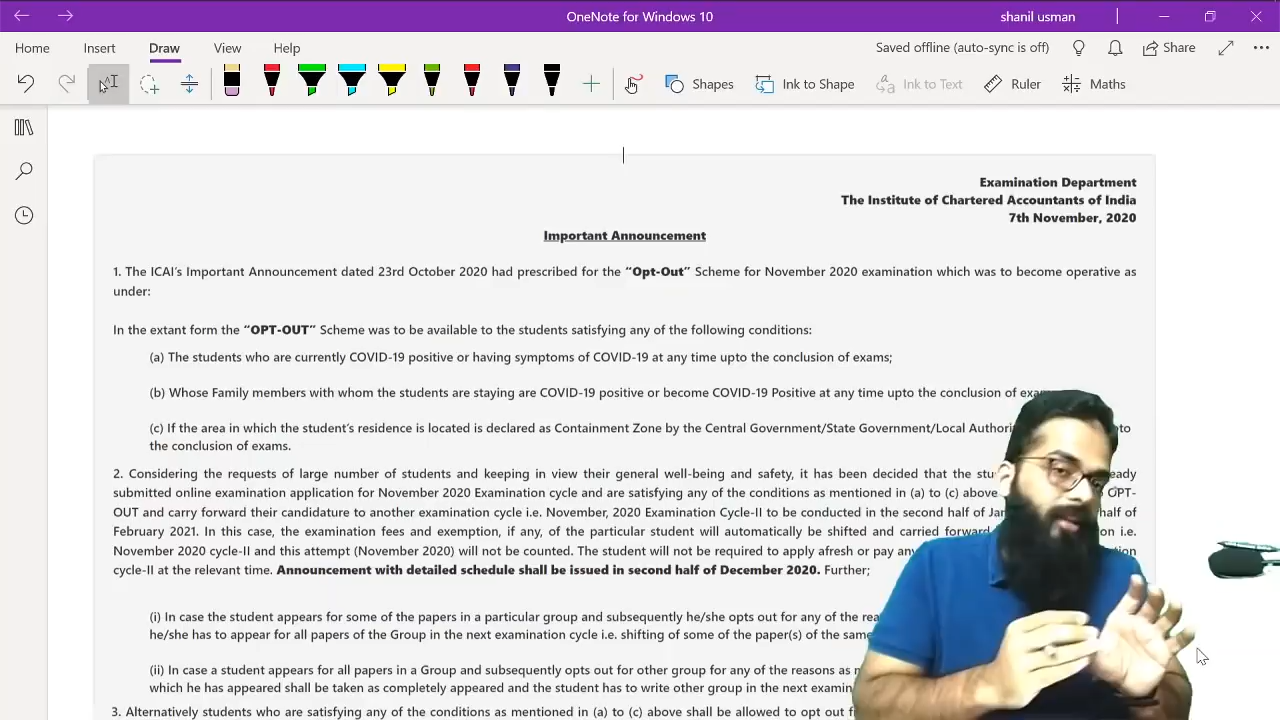 OneNote for Windows 10
shanil usman
Home Insert Draw View Help
Saved offline (auto-sync is off)
Share
Shapes
Ink to Shape
Ink to Text
Ruler
Maths
Examination Department
The Institute of Chartered Accountants of India
7th November, 2020
Important Announcement
1. The ICAI's Important Announcement dated 23rd October 2020 had prescribed for the “Opt-Out” Scheme for November 2020 examination which was to become operative as
under:
In the extant form the “OPT-OUT” Scheme was to be available to the students satisfying any of the following conditions:
(a) The students who are currently COVID-19 positive or having symptoms of COVID-19 at any time upto the conclusion of exams;
(b) Whose Family members with whom the students are staying are COVID-19 positive or become COVID-19 Positive at any time upto the conclusion of
(c) If the area in which the student's residence is located is declared as Containment Zone by the Central Government/State Government/Local
the conclusion of exams.
2. Considering the requests of large number of students and keeping in view their general well-being and safety, it has been decided that the
submitted online examination application for November 2020 Examination cycle and are satisfying any of the conditions as mentioned in (a) to (c) above OPT-
OUT and carry forward their candidature to another examination cycle i.e. November, 2020 Examination Cycle-II to be conducted in the second half of half of
February 2021. In this case, the examination fees and exemption, if any, of the particular student will automatically be shifted and carried forward i.e.
November 2020 cycle-II and this attempt (November 2020) will not be counted. The student will not be required to apply afresh or pay
cycle-II at the relevant time. Announcement with detailed schedule shall be issued in second half of December 2020. Further;
(i) In case the student appears for some of the papers in a particular group and subsequently he/she opts out for any of the
he/she has to appear for all papers of the Group in the next examination cycle i.e. shifting of some of the paper(s) of the same
(ii) In case a student appears for all papers in a Group and subsequently opts out for other group for any of the reasons as
which he has appeared shall be taken as completely appeared and the student has to write other group in the next
3. Alternatively students who are satisfying any of the conditions as mentioned in (a) to (c) above shall be allowed to opt out